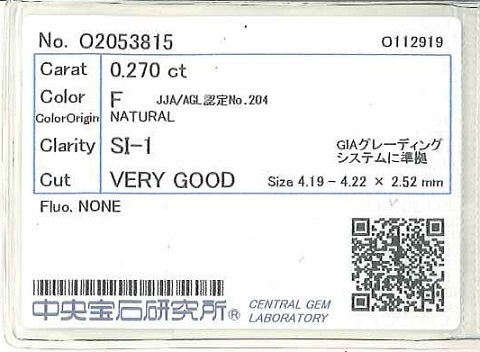 No. O2053815 O112919
Carat 0.270 ct
Color F JJA/AGL認定No.204
ColorOrigin NATURAL
Clarity SI-1 GIAグレーディング
システムに準拠
Cut VERY GOOD Size 4.19 - 4.22 × 2.52 mm
Fluo. NONE
中央宝石研究所® CENTRAL GEM
LABORATORY